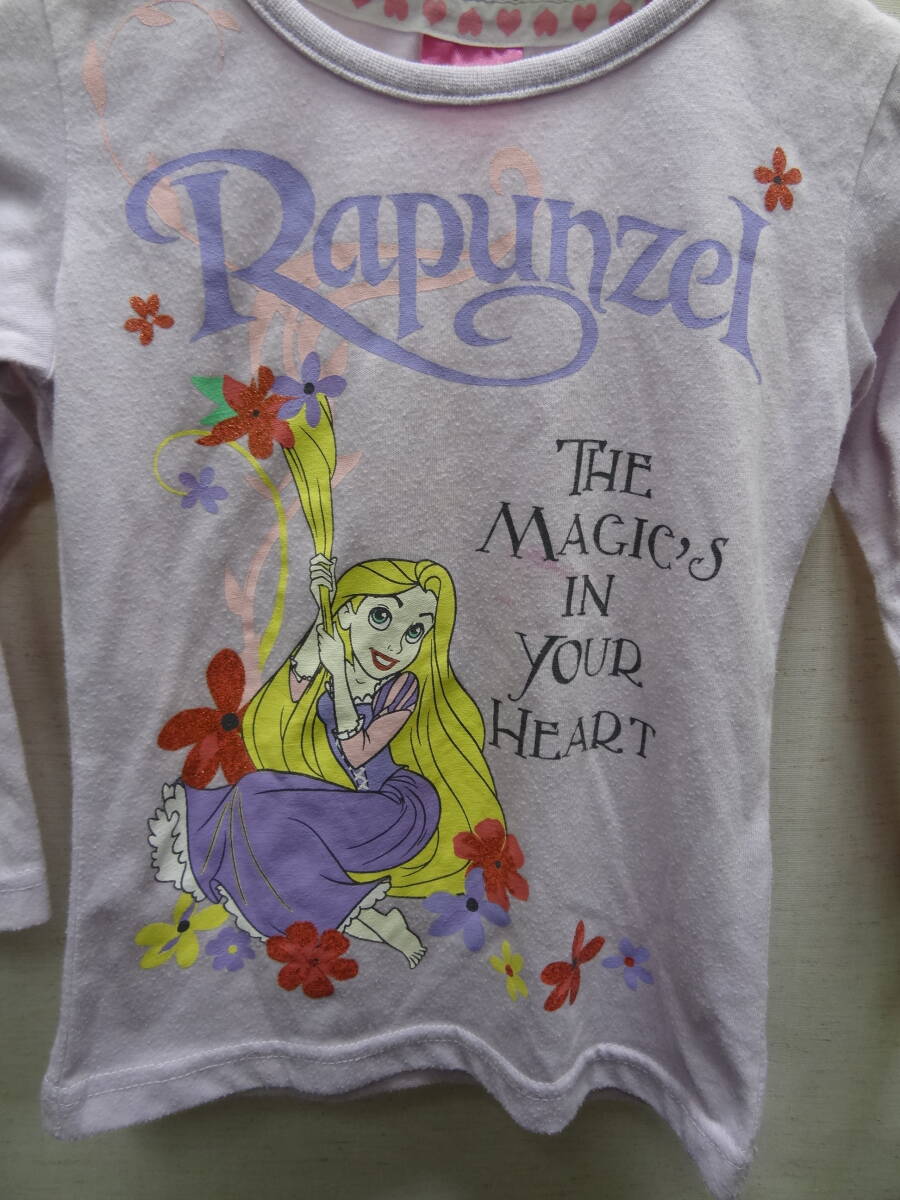 Rapunzel
THE
MAGIC'S
IN
YOUR
HEART